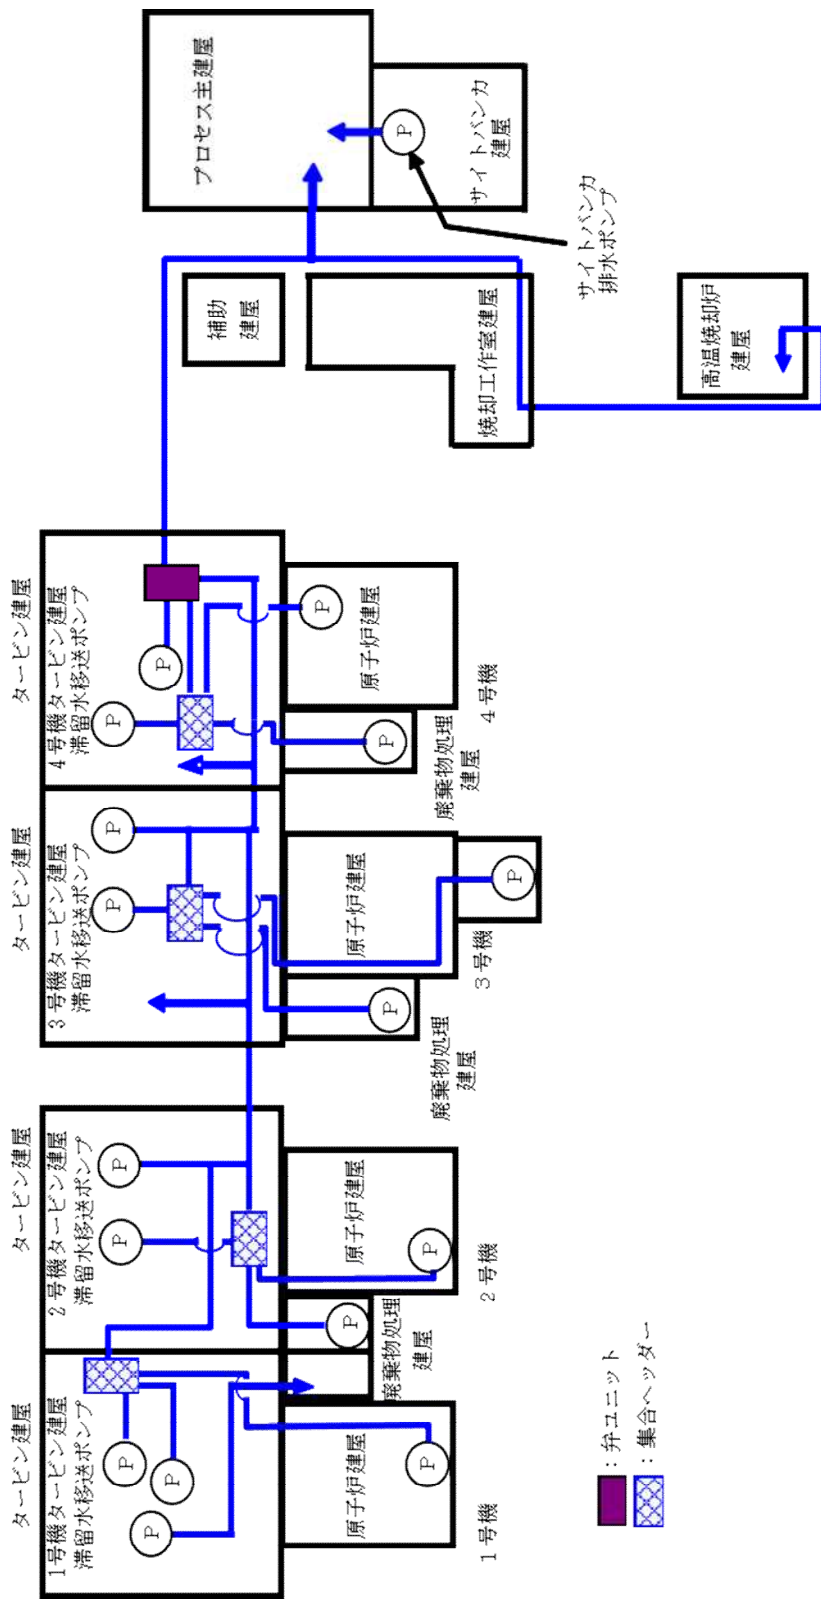 タービン建屋
1号機タービン建屋
滞留水移送ポンプ
P
P
P
原子炉建屋
P
1号機
タービン建屋
2号機タービン建屋
滞留水移送ポンプ
P
P
廃棄物処理
建屋
P
原子炉建屋
P
2号機
タービン建屋
3号機タービン建屋
滞留水移送ポンプ
P
P
廃棄物処理
建屋
P
原子炉建屋
P
3号機
タービン建屋
4号機タービン建屋
滞留水移送ポンプ
P
P
廃棄物処理
建屋
P
原子炉建屋
P
4号機
補助
建屋
焼却工作室建屋
高温焼却炉
建屋
プロセス主建屋
サイトバンカ
建屋
P
サイトバンカ
排水ポンプ
：弁ユニット
：集合ヘッダー